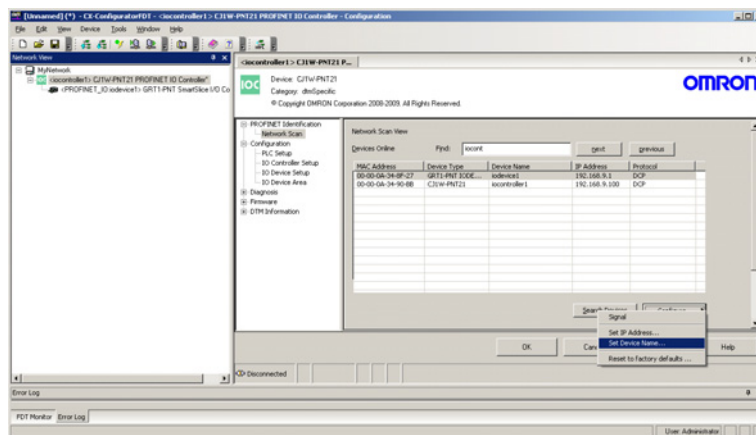 [Unnamed] (*) - CX-ConfiguratorFDT - <iocontroller1> CJ1W-PNT21 PROFINET IO Controller - Configuration
File Edit View Device Tools Window Help
Network View
MyNetwork
<iocontroller1> CJ1W-PNT21 PROFINET IO Controller*
<PROFINET_IO:iodevice1> GRT1-PNT SmartSlice I/O Co
<iocontroller1> CJ1W-PNT21 P...
IOC
Device: CJ1W-PNT21
Category: dtmSpecific
© Copyright OMRON Corporation 2008-2009. All Rights Reserved.
OMRON
PROFINET Identification
Network Scan
Configuration
PLC Setup
IO Controller Setup
IO Device Setup
IO Device Area
Diagnosis
Firmware
DTM Information
Network Scan View
Devices Online Find: iocont next previous
MAC Address Device Type Device Name IP Address Protocol
00-00-0A-34-8F-27 GRT1-PNT IODE... iodevice1 192.168.9.1 DCP
00-00-0A-34-90-BB CJ1W-PNT21 iocontroller1 192.168.9.100 DCP
Search Devices Configure
Signal
Set IP Address...
Set Device Name...
Reset to factory defaults ...
OK Can Help
Disconnected
Error Log
FDT Monitor Error Log
User: Administrator